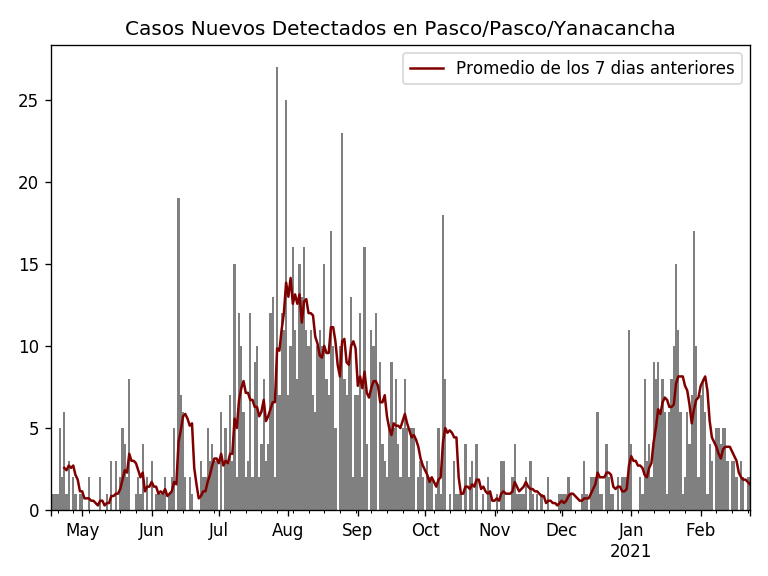 Casos Nuevos Detectados en Pasco/Pasco/Yanacancha
Promedio de los 7 dias anteriores
25
20
15
10
5
0
May Jun Jul Aug Sep Oct Nov Dec Jan Feb
2021